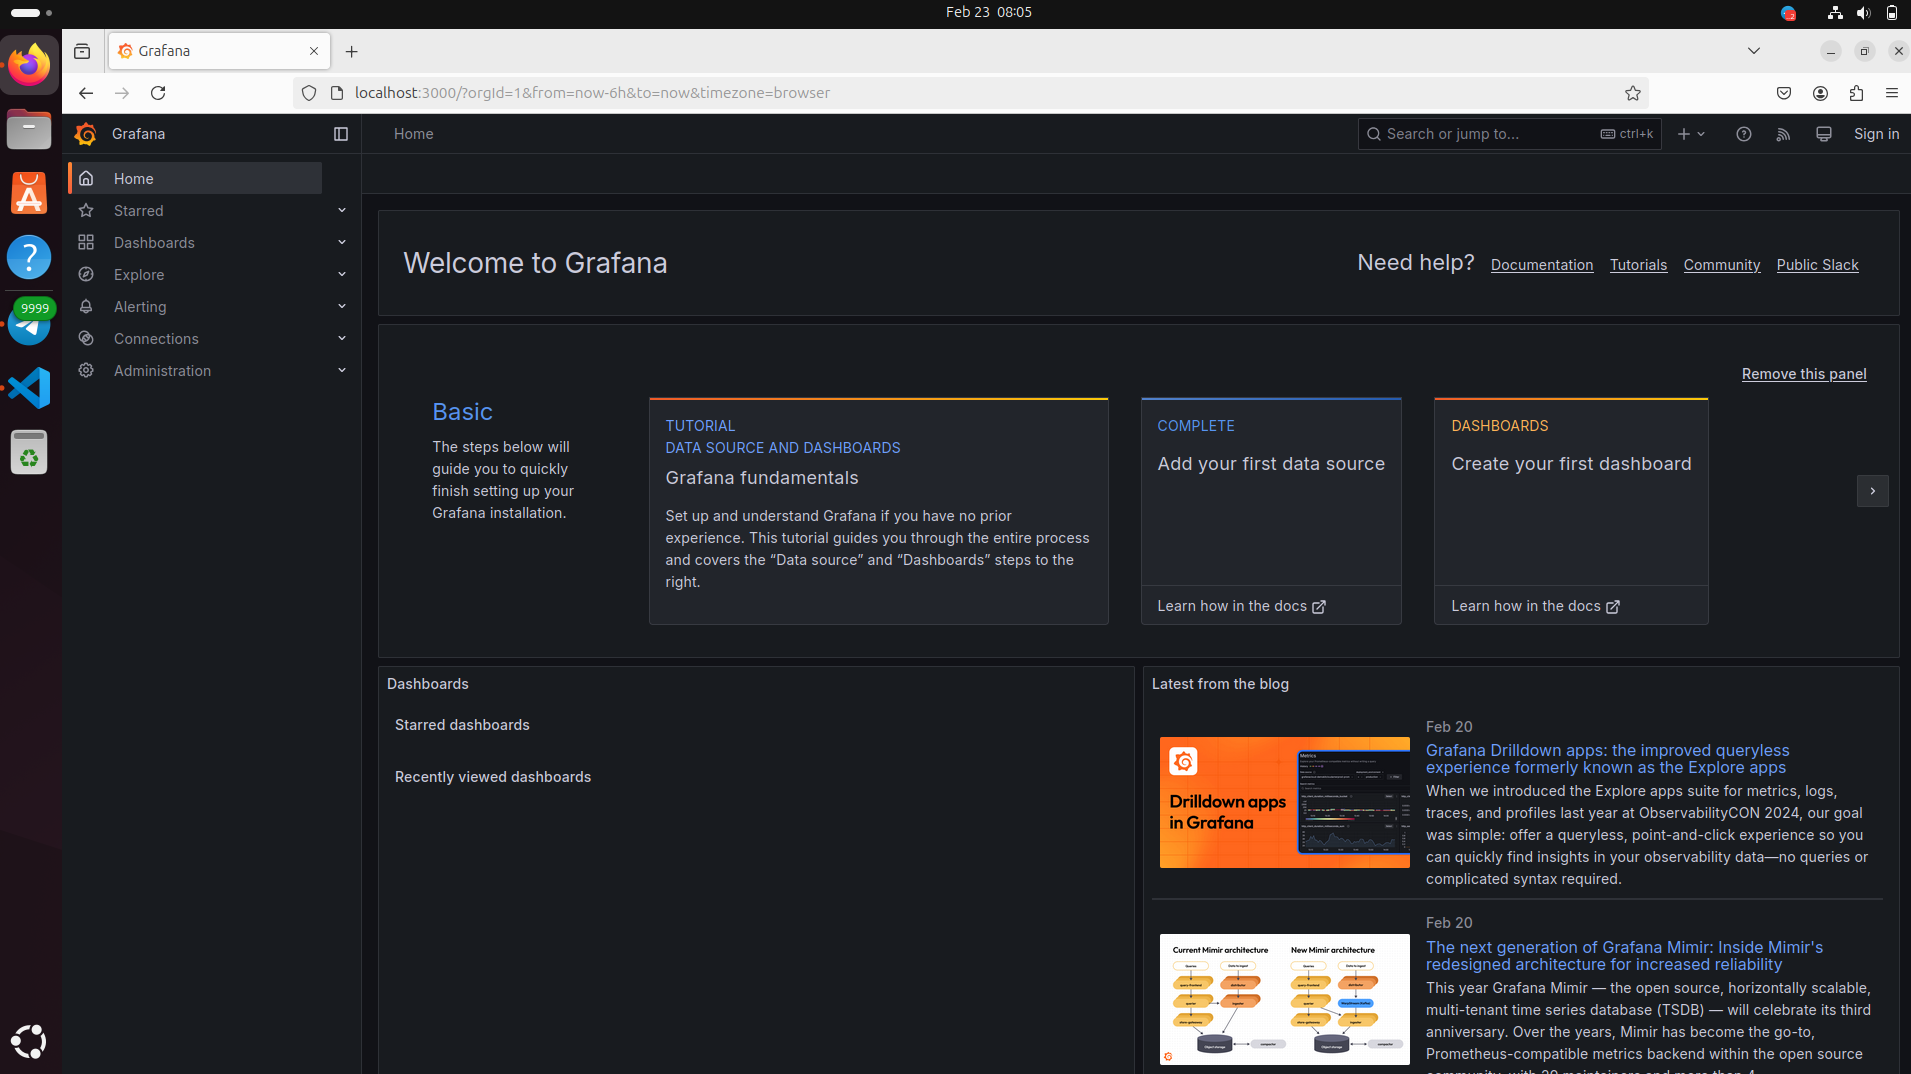 Feb 23 08:05
Grafana
localhost:3000/?orgId=1&from=now-6h&to=now&timezone=browser
Grafana
Home
Search or jump to...
ctrl+k
Sign in
Home
Starred
Dashboards
Explore
Alerting
Connections
Administration
9999
Welcome to Grafana
Need help?
Documentation
Tutorials
Community
Public Slack
Remove this panel
Basic
The steps below will
guide you to quickly
finish setting up your
Grafana installation.
TUTORIAL
DATA SOURCE AND DASHBOARDS
Grafana fundamentals
Set up and understand Grafana if you have no prior
experience. This tutorial guides you through the entire process
and covers the “Data source” and “Dashboards” steps to the
right.
COMPLETE
Add your first data source
Learn how in the docs
DASHBOARDS
Create your first dashboard
Learn how in the docs
Dashboards
Starred dashboards
Recently viewed dashboards
Latest from the blog
Drilldown apps
in Grafana
Metrics
Feb 20
Grafana Drilldown apps: the improved queryless
experience formerly known as the Explore apps
When we introduced the Explore apps suite for metrics, logs,
traces, and profiles last year at ObservabilityCON 2024, our goal
was simple: offer a queryless, point-and-click experience so you
can quickly find insights in your observability data—no queries or
complicated syntax required.
Current Mimir architecture
New Mimir architecture
Feb 20
The next generation of Grafana Mimir: Inside Mimir's
redesigned architecture for increased reliability
This year Grafana Mimir — the open source, horizontally scalable,
multi-tenant time series database (TSDB) — will celebrate its third
anniversary. Over the years, Mimir has become the go-to,
Prometheus-compatible metrics backend within the open source